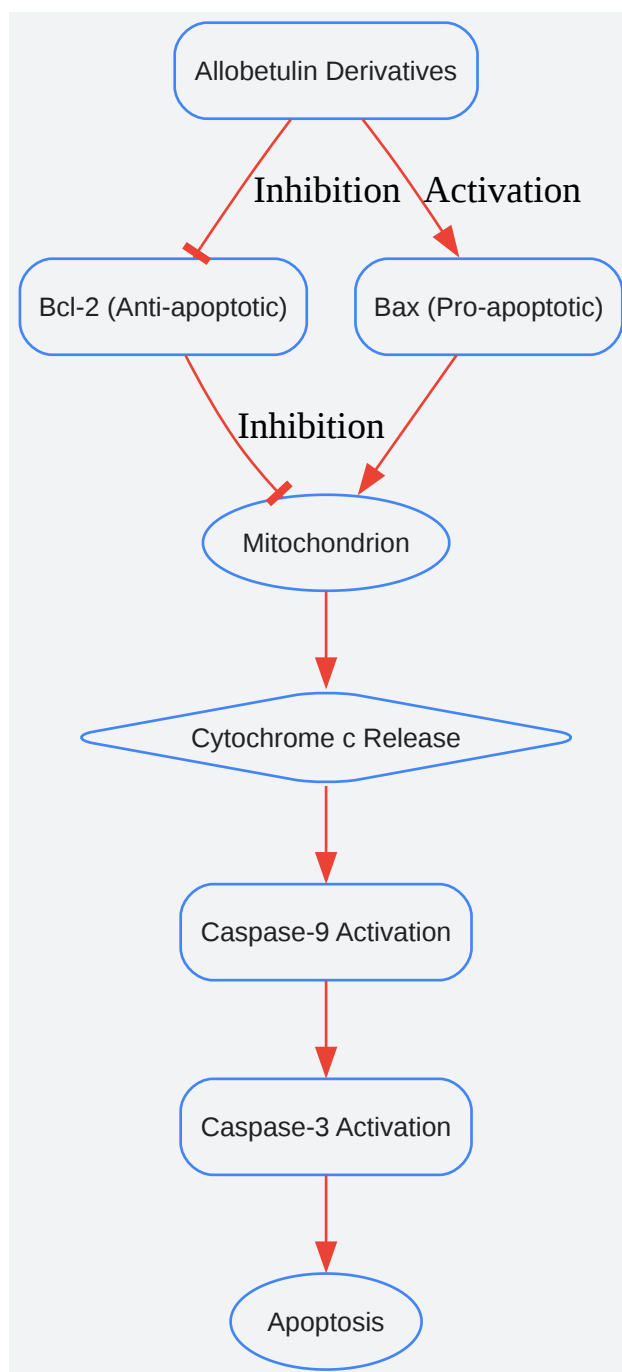 Allobetulin Derivatives
Inhibition
Activation
Bcl-2 (Anti-apoptotic)
Bax (Pro-apoptotic)
Inhibition
Mitochondrion
Cytochrome c Release
Caspase-9 Activation
Caspase-3 Activation
Apoptosis